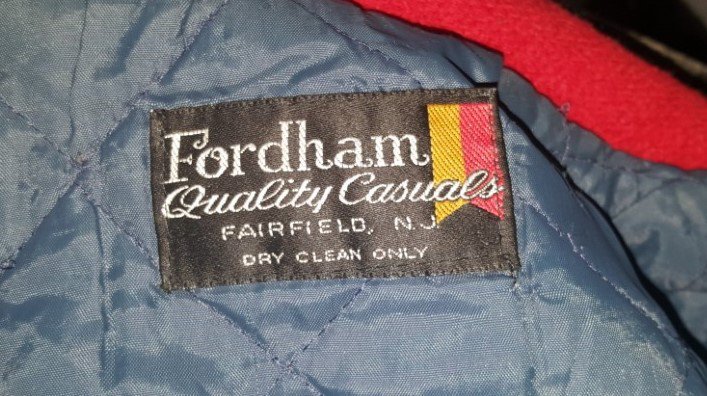 Fordham
Quality Casuals
FAIRFIELD, N.J.
DRY CLEAN ONLY